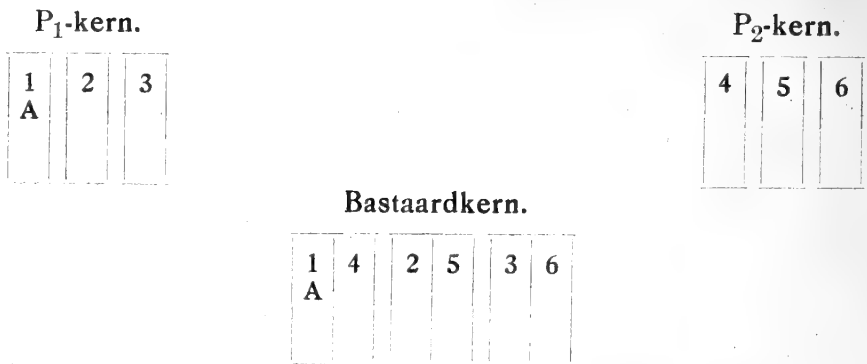 P₁-kern.
P₂-kern.
1 2 3
A
4 5 6
Bastaardkern.
1 4 2 5 3 6
A